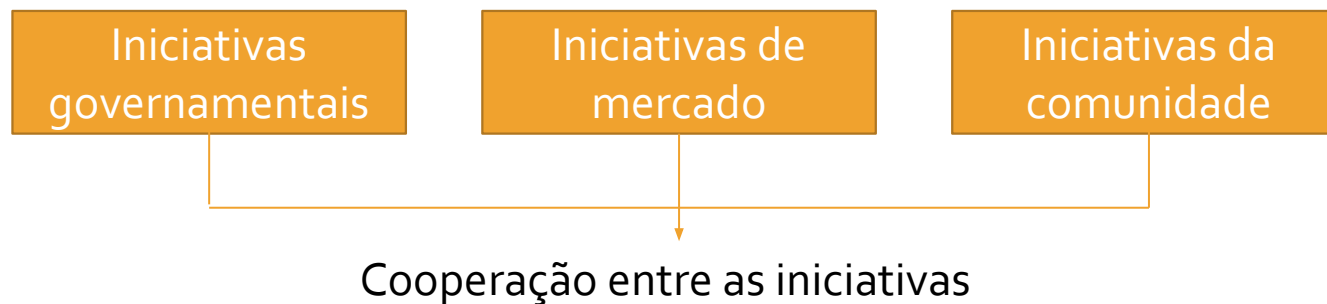 Iniciativas
governamentais
Iniciativas de
mercado
Iniciativas da
comunidade
Cooperação entre as iniciativas